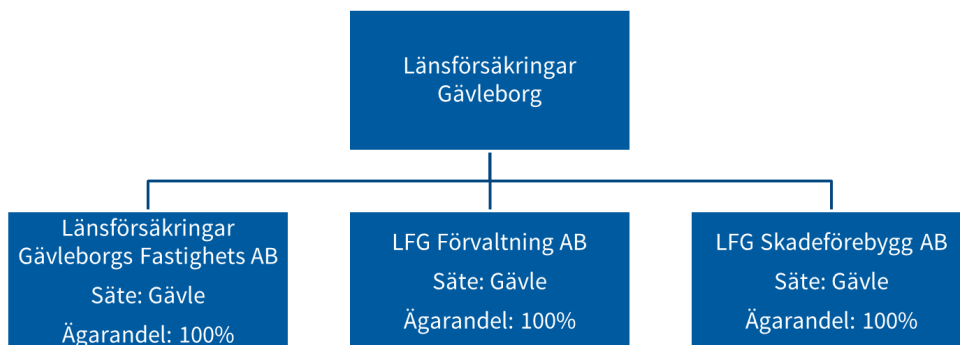 Länsförsäkringar
Gävleborg
Länsförsäkringar
Gävleborgs Fastighets AB
Säte: Gävle
Ägarandel: 100%
LFG Förvaltning AB
Säte: Gävle
Ägarandel: 100%
LFG Skadeförebygg AB
Säte: Gävle
Ägarandel: 100%